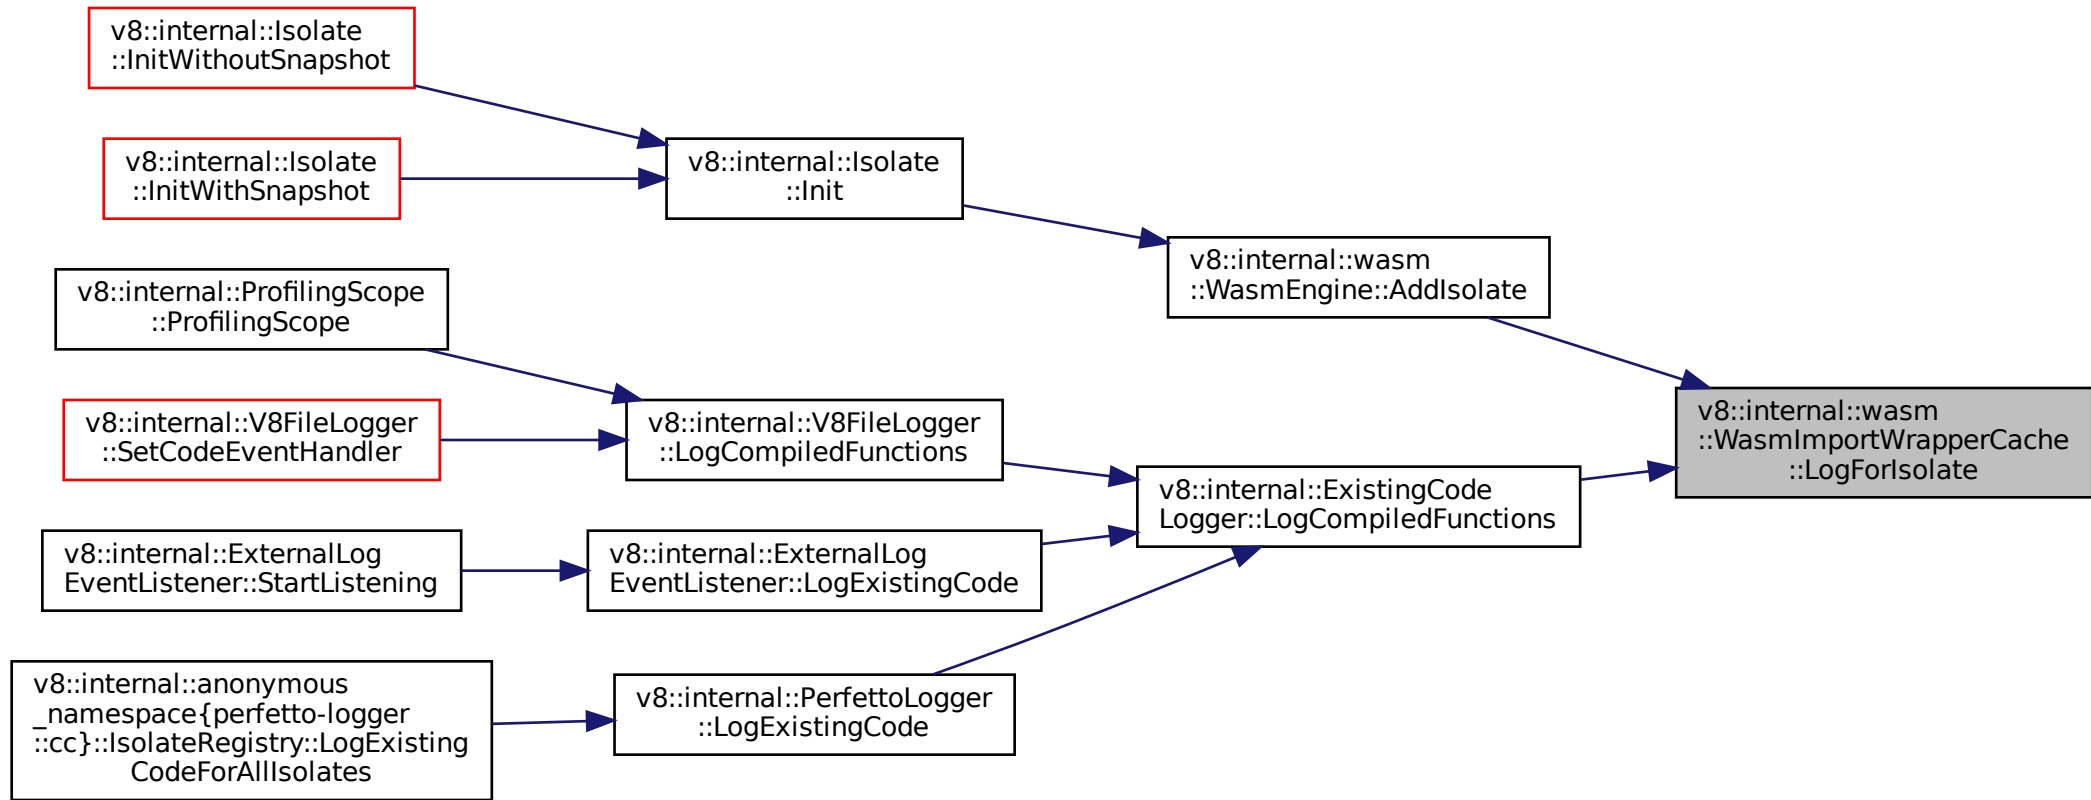 v8::internal::Isolate
::InitWithoutSnapshot
v8::internal::Isolate
::InitWithSnapshot
v8::internal::Isolate
::Init
v8::internal::wasm
::WasmEngine::AddIsolate
v8::internal::ProfilingScope
::ProfilingScope
v8::internal::V8FileLogger
::SetCodeEventHandler
v8::internal::V8FileLogger
::LogCompiledFunctions
v8::internal::wasm
::WasmImportWrapperCache
::LogForIsolate
v8::internal::ExistingCode
Logger::LogCompiledFunctions
v8::internal::ExternalLog
EventListener::StartListening
v8::internal::ExternalLog
EventListener::LogExistingCode
v8::internal::anonymous
_namespace{perfetto-logger
::cc}::IsolateRegistry::LogExisting
CodeForAllIsolates
v8::internal::PerfettoLogger
::LogExistingCode